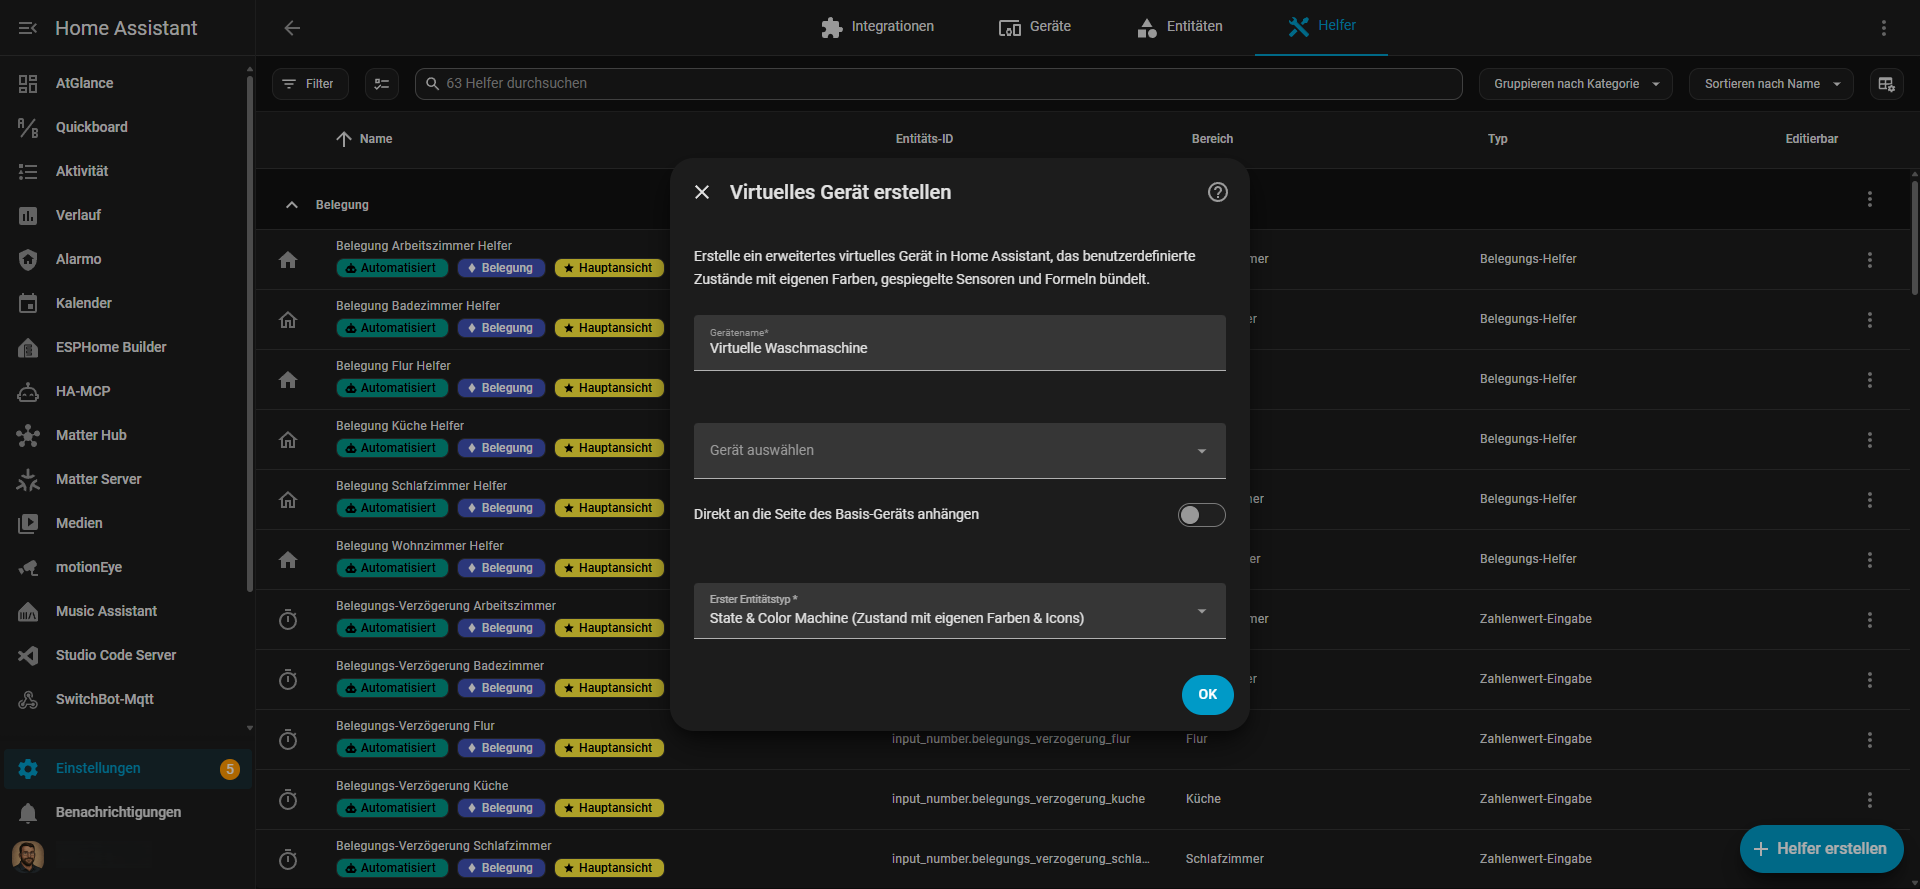 Home Assistant
Integrationen
Geräte
Entitäten
Helfer
AtGlance
Quickboard
Aktivität
Verlauf
Alarmo
Kalender
ESPHome Builder
HA-MCP
Matter Hub
Matter Server
Medien
motionEye
Music Assistant
Studio Code Server
SwitchBot-Mqtt
Einstellungen
5
Benachrichtigungen
Filter
63 Helfer durchsuchen
Gruppieren nach Kategorie
Sortieren nach Name
Name
Entitäts-ID
Bereich
Typ
Editierbar
Belegung
Belegung Arbeitszimmer Helfer
Automatisiert Belegung Hauptansicht
mer
Belegungs-Helfer
Belegung Badezimmer Helfer
Automatisiert Belegung Hauptansicht
er
Belegungs-Helfer
Belegung Flur Helfer
Automatisiert Belegung Hauptansicht
Belegungs-Helfer
Belegung Küche Helfer
Automatisiert Belegung Hauptansicht
Belegungs-Helfer
Belegung Schlafzimmer Helfer
Automatisiert Belegung Hauptansicht
ner
Belegungs-Helfer
Belegung Wohnzimmer Helfer
Automatisiert Belegung Hauptansicht
er
Belegungs-Helfer
Belegungs-Verzögerung Arbeitszimmer
Automatisiert Belegung Hauptansicht
mer
Zahlenwert-Eingabe
Belegungs-Verzögerung Badezimmer
Automatisiert Belegung Hauptansicht
er
Zahlenwert-Eingabe
Belegungs-Verzögerung Flur
Automatisiert Belegung Hauptansicht
input_number.belegungs_verzogerung_flur
Flur
Zahlenwert-Eingabe
Belegungs-Verzögerung Küche
Automatisiert Belegung Hauptansicht
input_number.belegungs_verzogerung_kuche
Küche
Zahlenwert-Eingabe
Belegungs-Verzögerung Schlafzimmer
Automatisiert Belegung Hauptansicht
input_number.belegungs_verzogerung_schla...
Schlafzimmer
Zahlenwert-Eingabe
Virtuelles Gerät erstellen
Erstelle ein erweitertes virtuelles Gerät in Home Assistant, das benutzerdefinierte
Zustände mit eigenen Farben, gespiegelte Sensoren und Formeln bündelt.
Gerätename*
Virtuelle Waschmaschine
Gerät auswählen
Direkt an die Seite des Basis-Geräts anhängen
Erster Entitätstyp *
State & Color Machine (Zustand mit eigenen Farben & Icons)
OK
Helfer erstellen